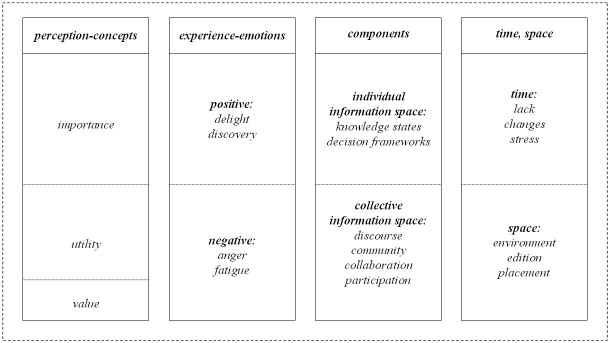 perception-concepts
importance
utility
value
experience-emotions
positive:
delight
discovery
negative:
anger
fatigue
components
individual
information space:
knowledge states
decision frameworks
collective
information space:
discourse
community
collaboration
participation
time, space
time:
lack
changes
stress
space:
environment
edition
placement